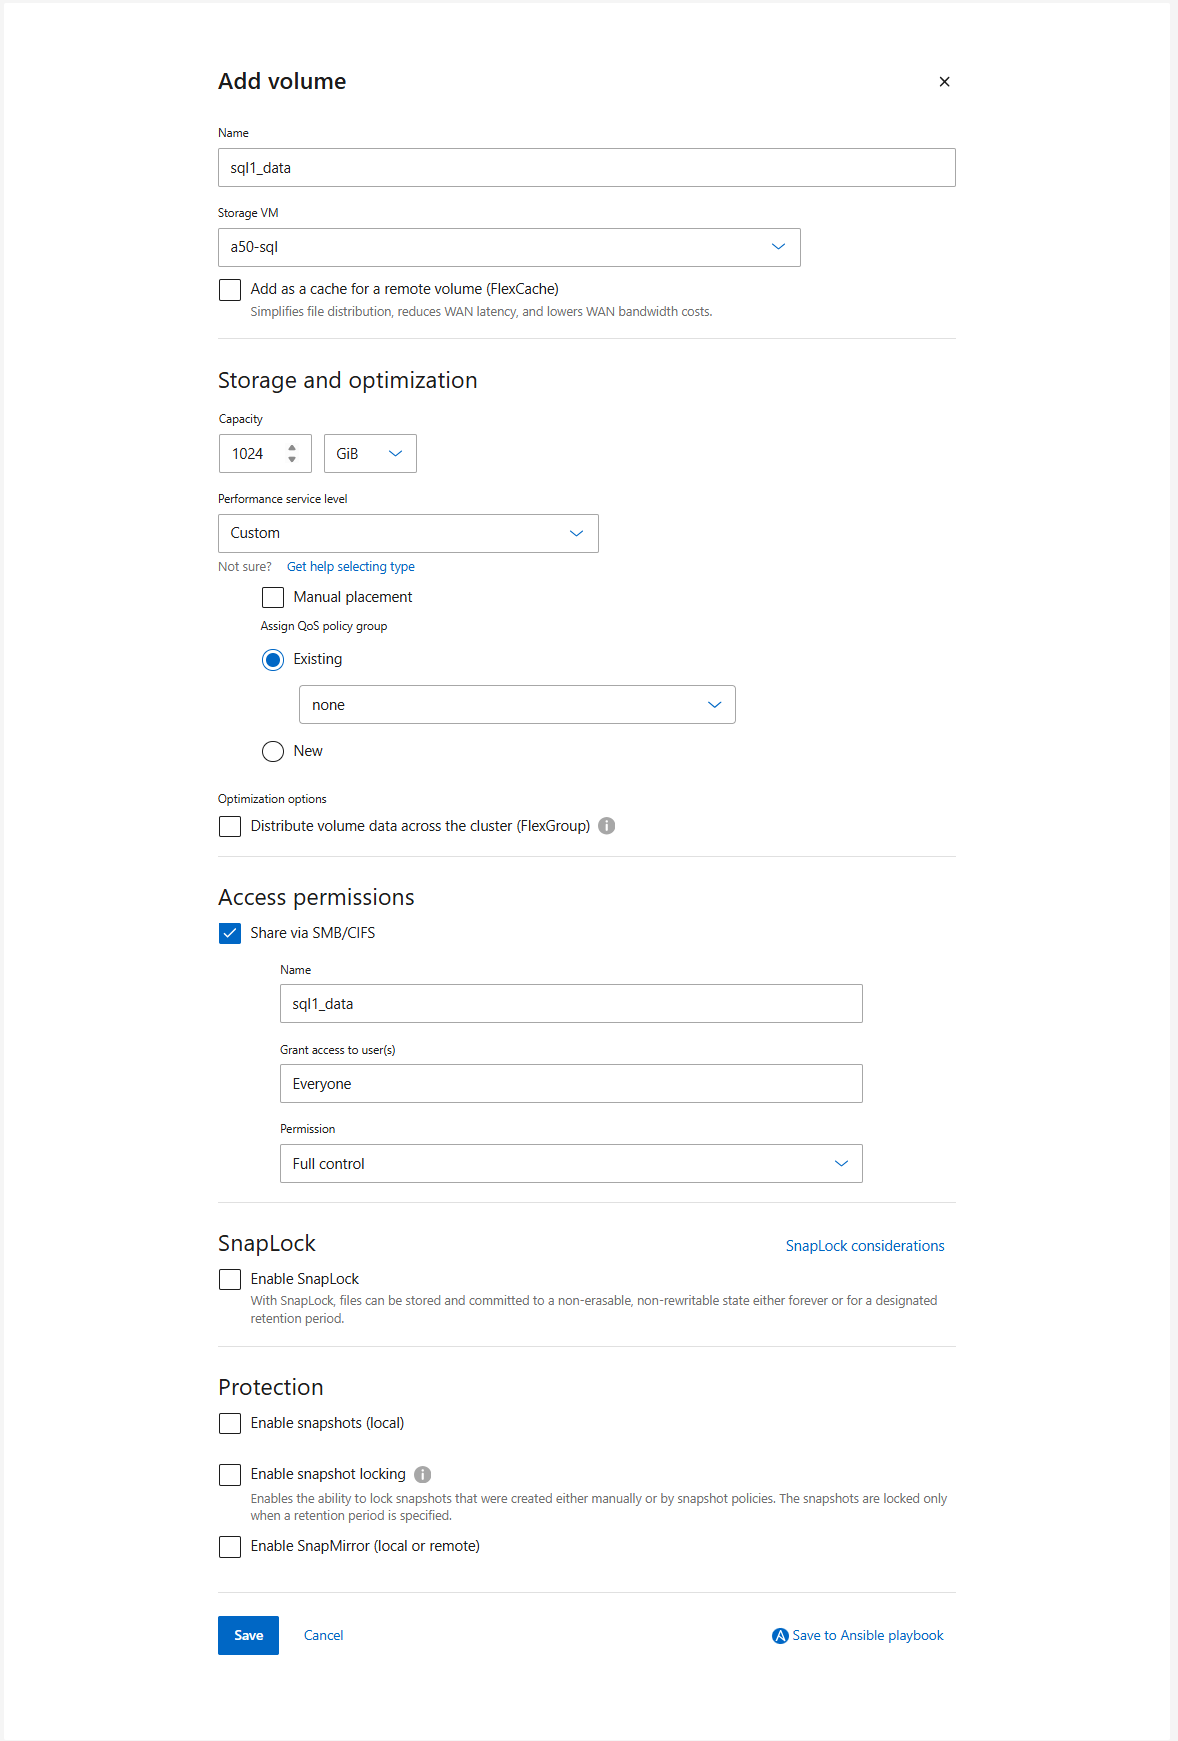 Add volume
Name
sql1_data
Storage VM
a50-sql
Add as a cache for a remote volume (FlexCache)
Simplifies file distribution, reduces WAN latency, and lowers WAN bandwidth costs.
Storage and optimization
Capacity
1024 GiB
Performance service level
Custom
Not sure? Get help selecting type
Manual placement
Assign QoS policy group
Existing
none
New
Optimization options
Distribute volume data across the cluster (FlexGroup)
Access permissions
Share via SMB/CIFS
Name
sql1_data
Grant access to user(s)
Everyone
Permission
Full control
SnapLock SnapLock considerations
Enable SnapLock
With SnapLock, files can be stored and committed to a non-erasable, non-rewritable state either forever or for a designated
retention period.
Protection
Enable snapshots (local)
Enable snapshot locking
Enables the ability to lock snapshots that were created either manually or by snapshot policies. The snapshots are locked only
when a retention period is specified.
Enable SnapMirror (local or remote)
Save Cancel Save to Ansible playbook